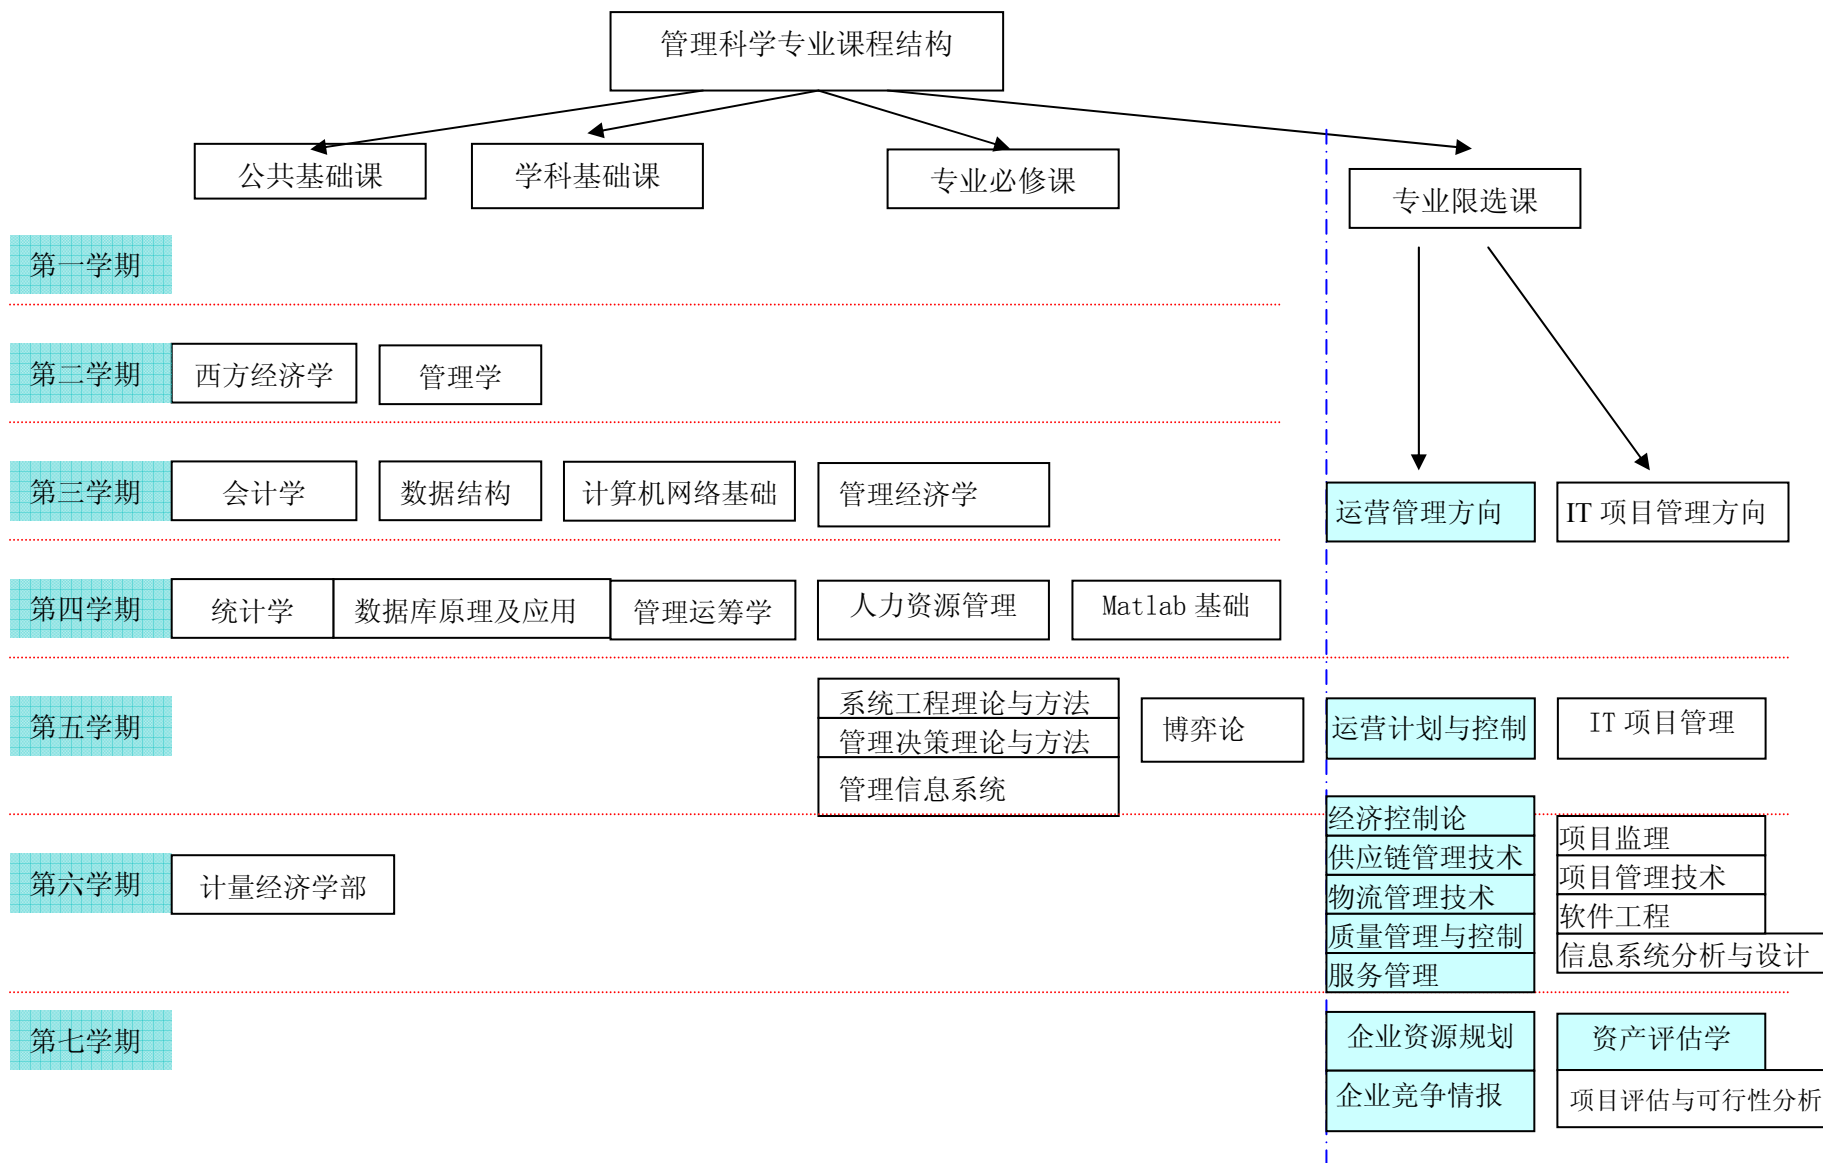 管理科学专业课程结构
公共基础课
学科基础课
专业必修课
专业限选课
第一学期
第二学期
西方经济学
管理学
第三学期
会计学
数据结构
计算机网络基础
管理经济学
运营管理方向
IT 项目管理方向
第四学期
统计学
数据库原理及应用
管理运筹学
人力资源管理
Matlab 基础
第五学期
系统工程理论与方法
管理决策理论与方法
管理信息系统
博弈论
运营计划与控制
IT 项目管理
第六学期
计量经济学部
经济控制论
供应链管理技术
物流管理技术
质量管理与控制
服务管理
项目监理
项目管理技术
软件工程
信息系统分析与设计
第七学期
企业资源规划
资产评估学
企业竞争情报
项目评估与可行性分析